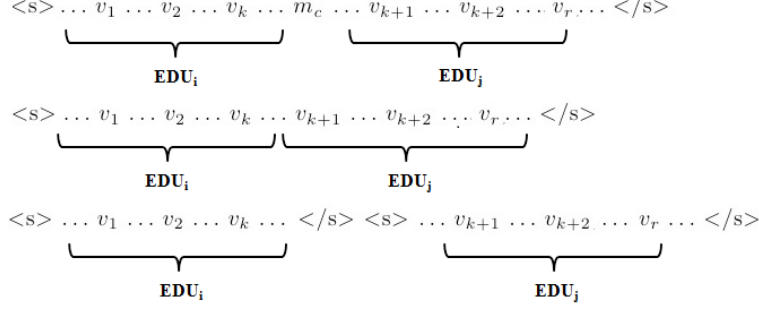 <s> ... v1 ... v2 ... vk ... mc ... vk+1 ... vk+2 ... vr ... </s>
EDUi EDUj
<s> ... v1 ... v2 ... vk ... vk+1 ... vk+2 ... vr ... </s>
EDUi EDUj
<s> ... v1 ... v2 ... vk ... </s> <s> ... vk+1 ... vk+2 ... vr ... </s>
EDUi EDUj